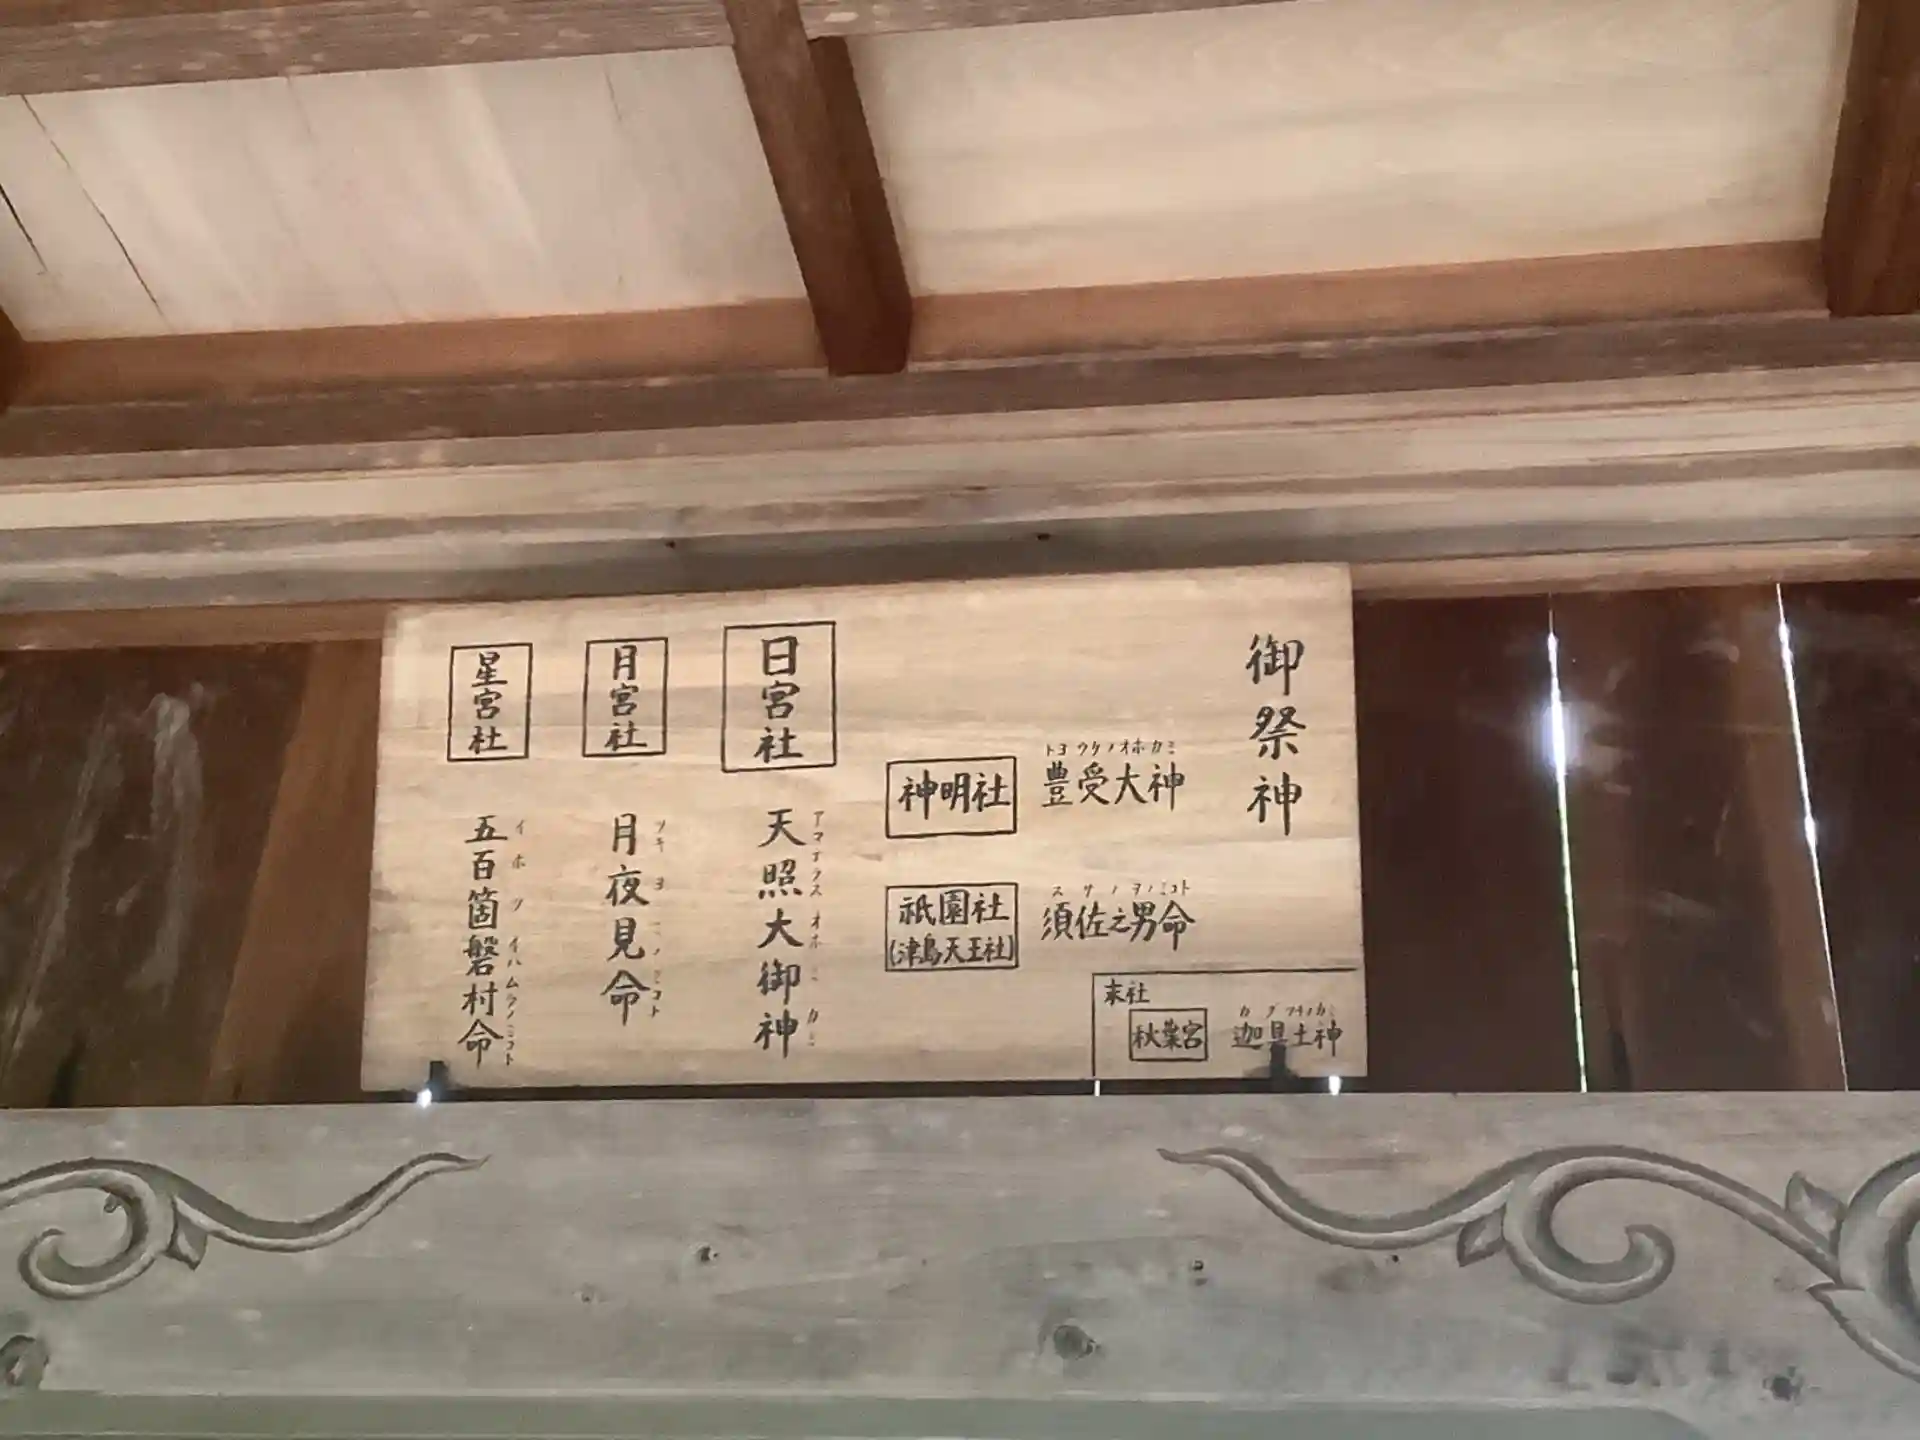 御祭神
トヨウケノオホカミ
豊受大神
神明社
スサノヲノミコト
須佐之男命
祇園社
(津島天王社)
末社
カグツチノカミ
迦具土神
秋葉宮
日宮社
アマテラスオホミカミ
天照大御神
月宮社
ツキヨミノミコト
月夜見命
星宮社
イホツイハムラノミコト
五百箇磐村命